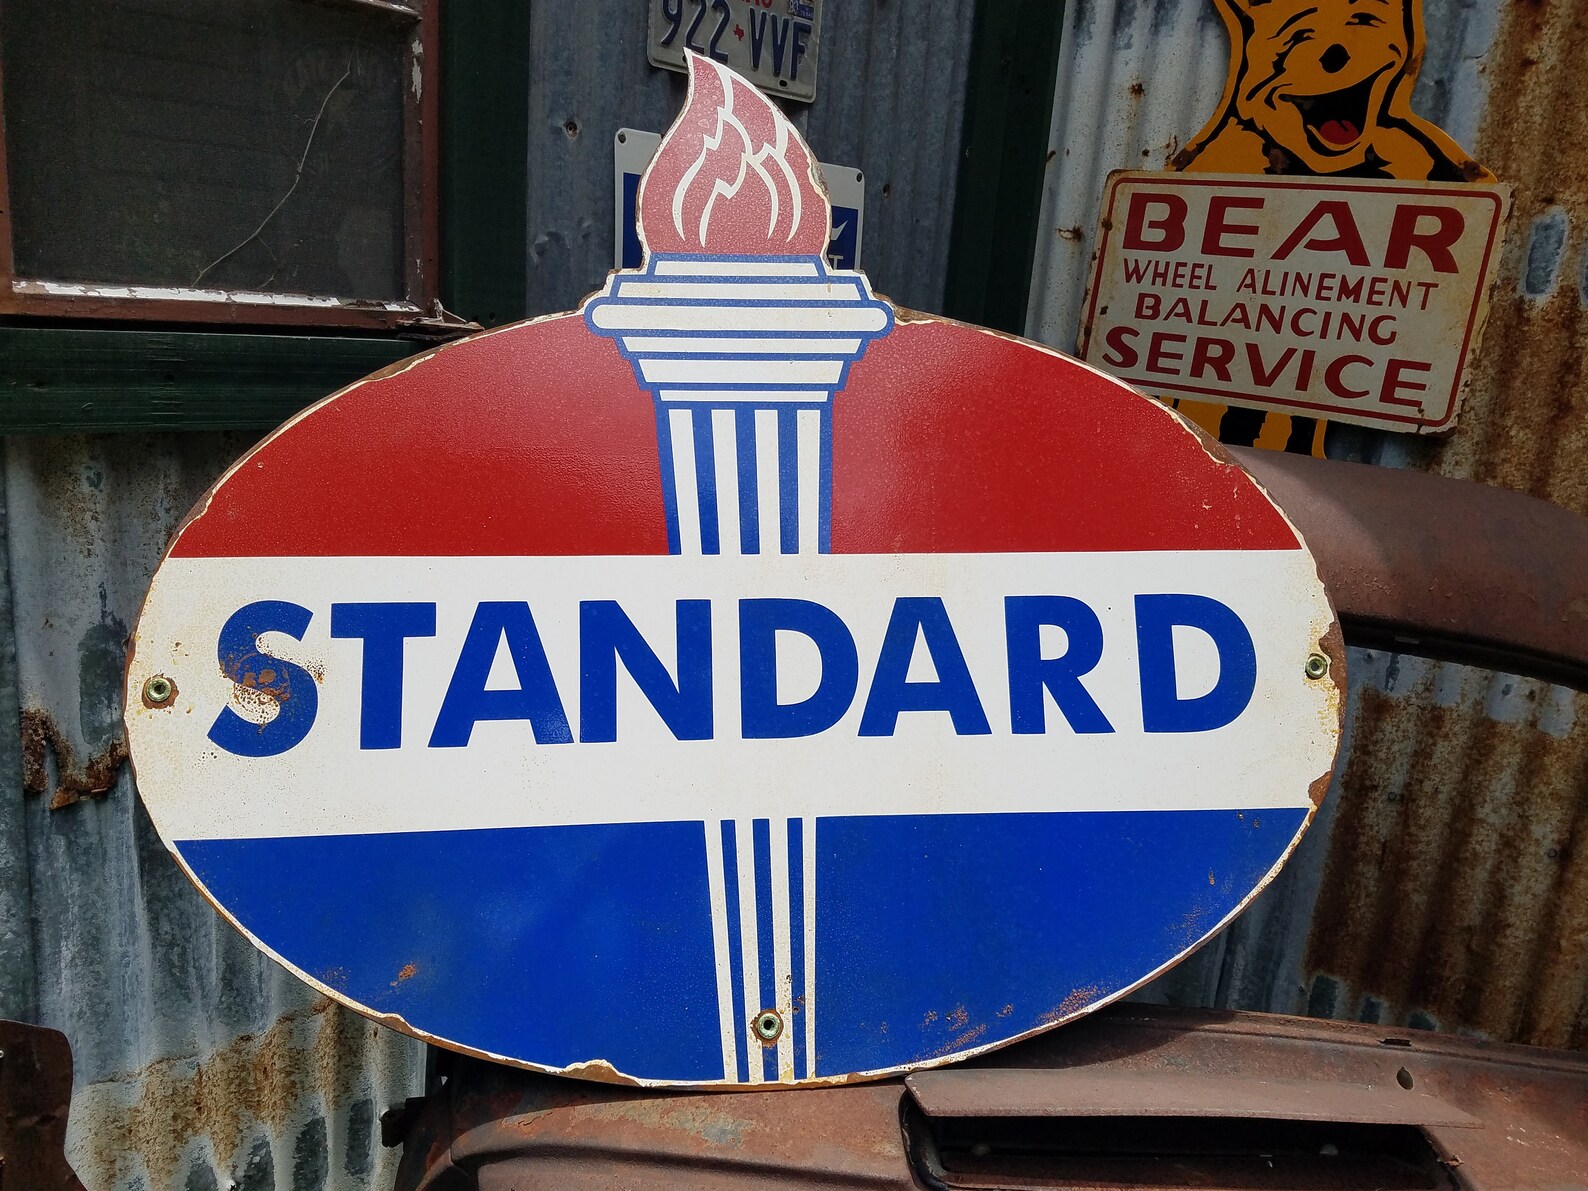 922 VVF
BEAR
WHEEL ALINEMENT
BALANCING
SERVICE
STANDARD